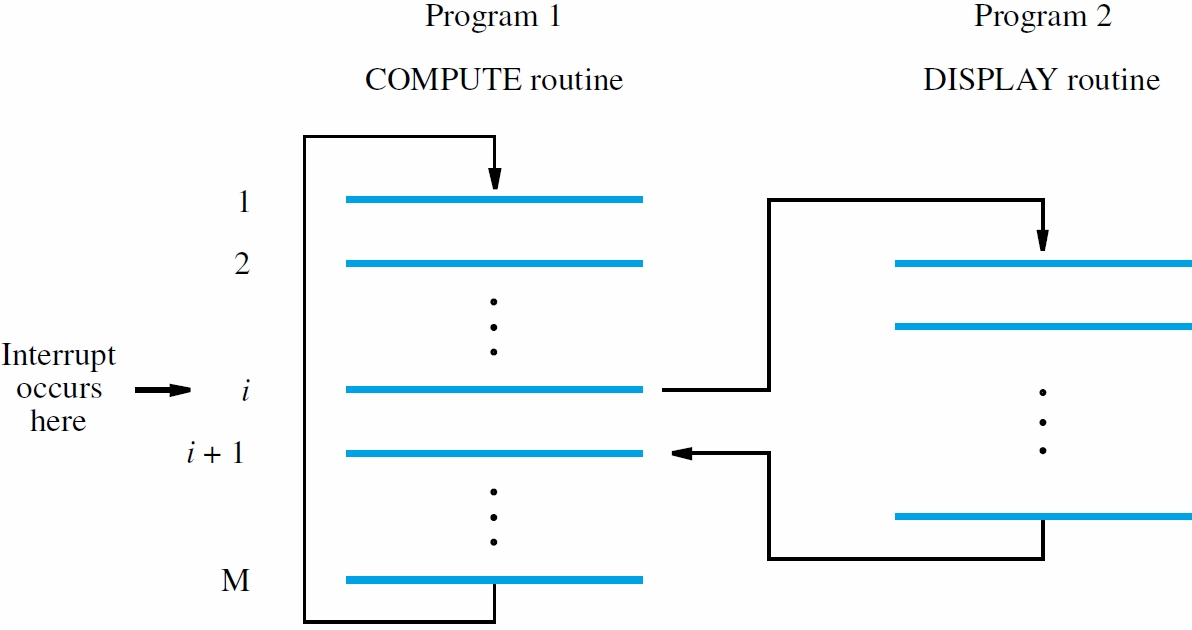 Program 1
Program 2
COMPUTE routine
DISPLAY routine
1
2
Interrupt
occurs
here
i
i + 1
M